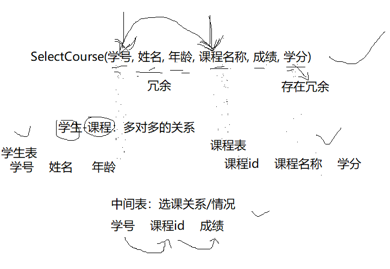 SelectCourse(学号, 姓名, 年龄, 课程名称, 成绩, 学分)
冗余
存在冗余
学生 课程: 多对多的关系
学生表
学号 姓名 年龄
课程表
课程id 课程名称 学分
中间表：选课关系/情况
学号 课程id 成绩